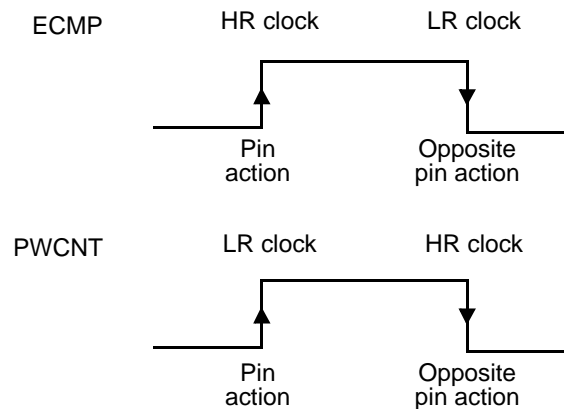 ECMP HR clock LR clock
Pin action Opposite pin action
PWCNT LR clock HR clock
Pin action Opposite pin action